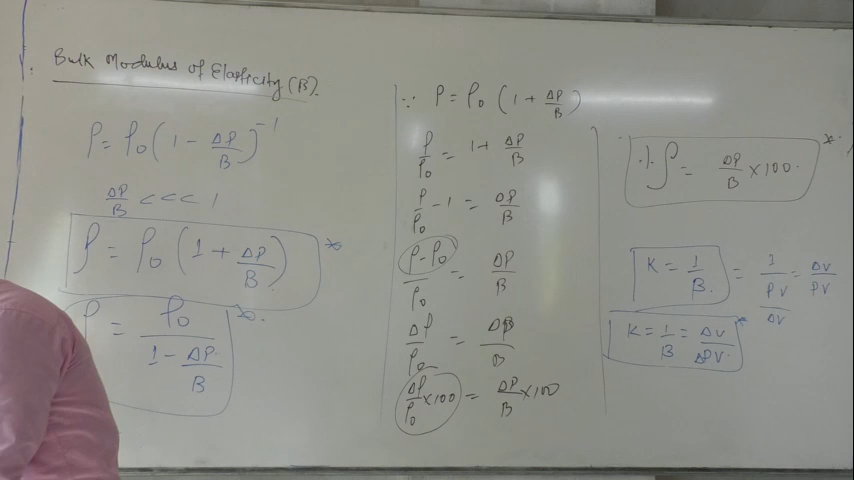 Bulk Modulus of Elasticity (B).
ρ = ρ₀ (1 - ΔP/B)⁻¹
ΔP/B <<< 1
ρ = ρ₀ (1 + ΔP/B) *
ρ = ρ₀ / (1 - ΔP/B) *
∵ ρ = ρ₀ (1 + ΔP/B)
ρ/ρ₀ = 1 + ΔP/B
ρ/ρ₀ - 1 = ΔP/B
(ρ - ρ₀)/ρ₀ = ΔP/B
Δρ/ρ₀ = ΔP/B
Δρ/ρ₀ × 100 = ΔP/B × 100
.|. ρ = ΔP/B × 100. *
K = 1/B. = 1/(PV/ΔV) = ΔV/PV
K = 1/B = ΔV/ΔPV. *